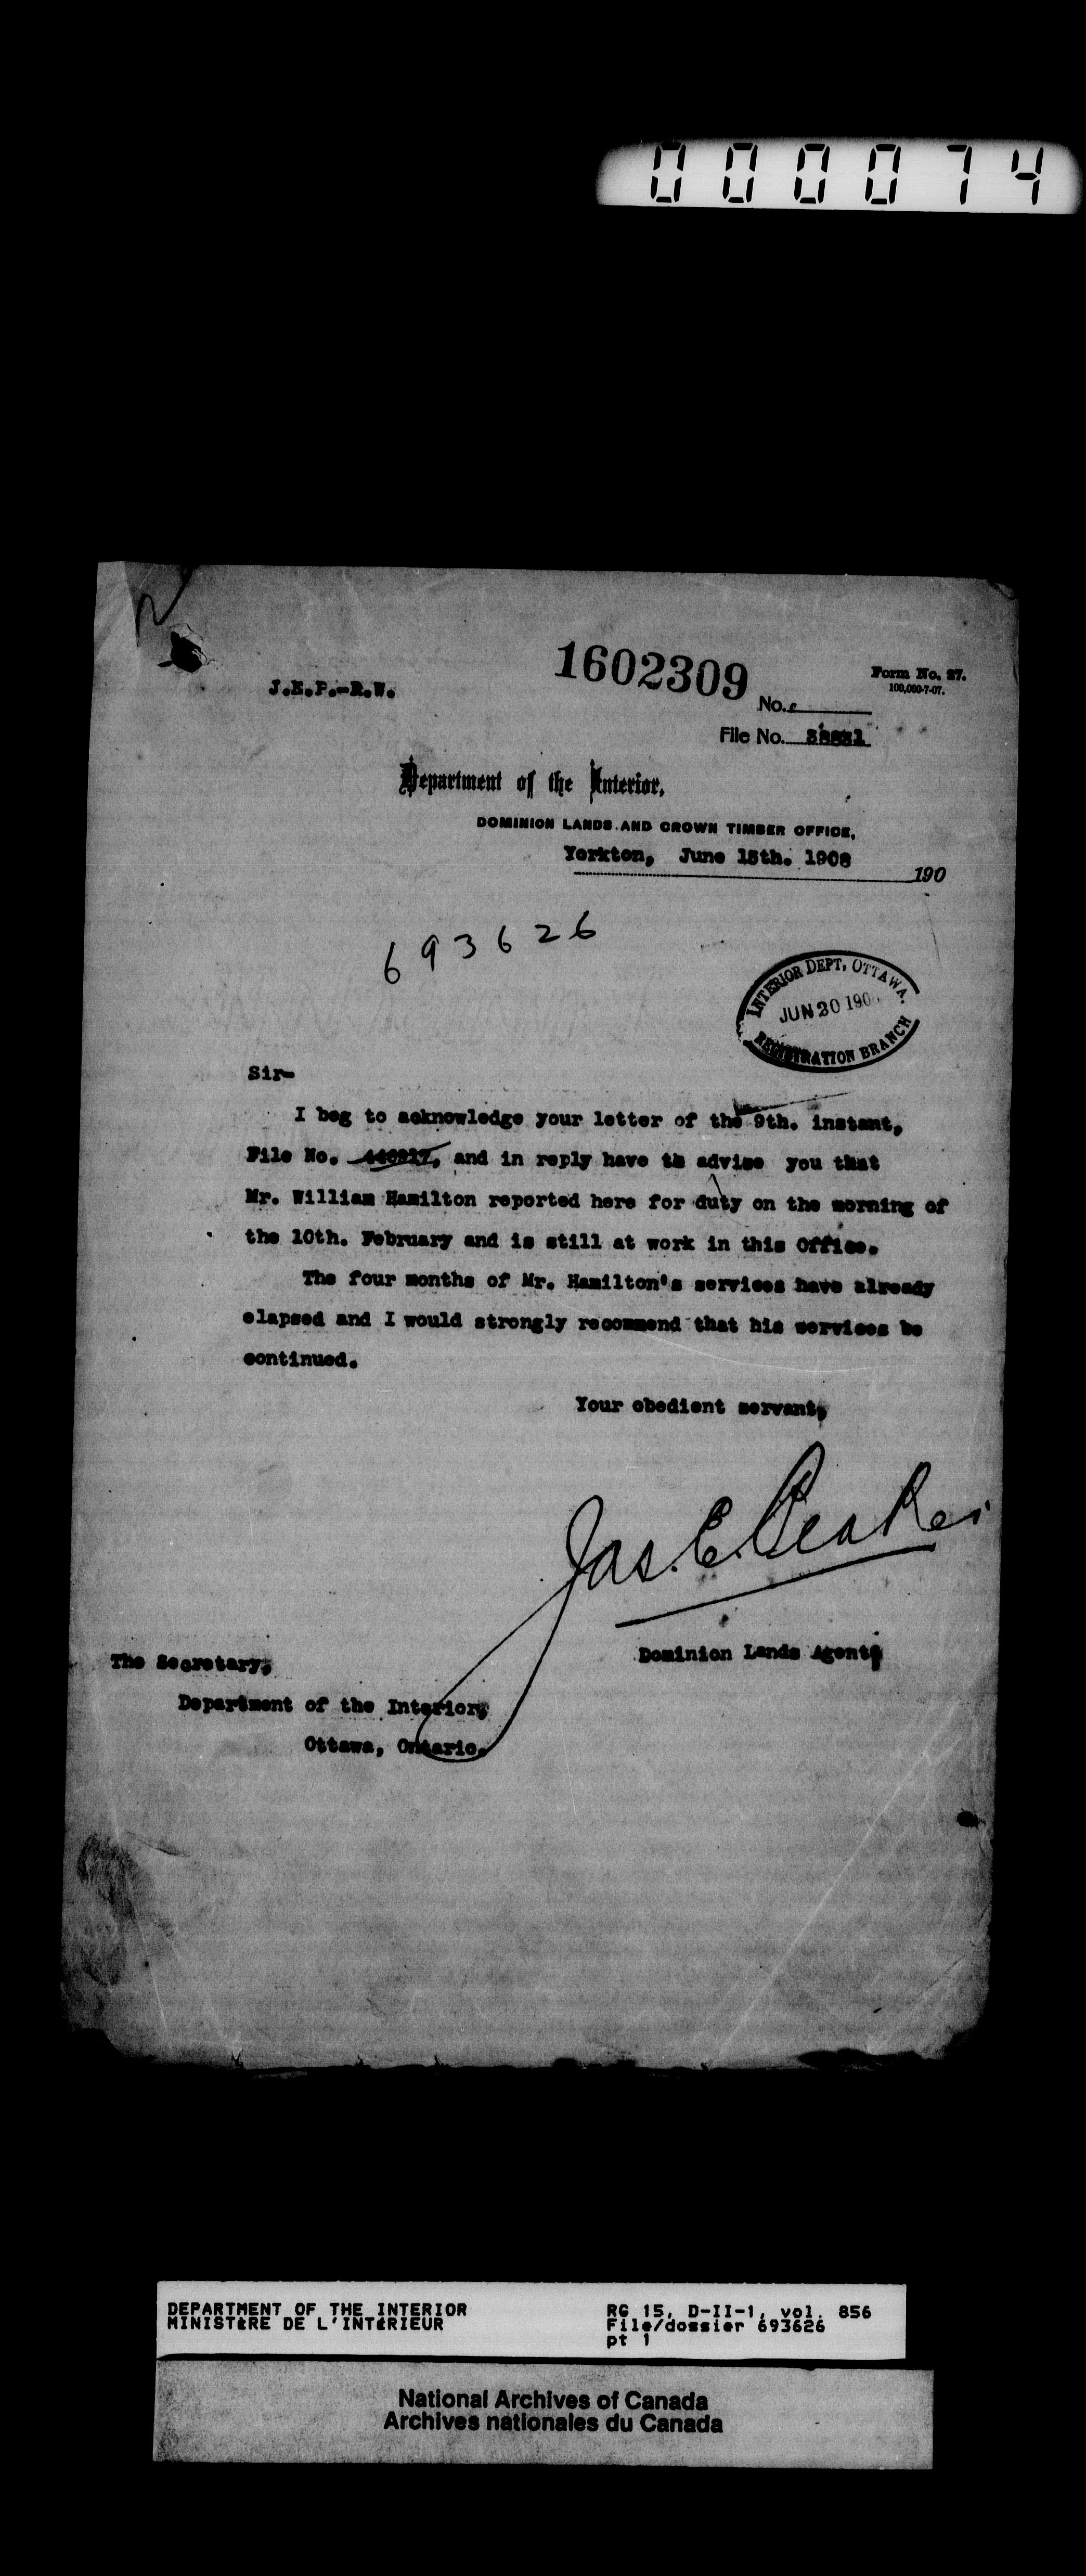 000074
1602309
Form No. 27.
100,000-7-07.
J.E.P.-R.W.
No.
File No.
Department of the Interior,
DOMINION LANDS AND CROWN TIMBER OFFICE,
Yorkton, June 15th. 1908
190
693626
INTERIOR DEPT, OTTAWA.
JUN 20 190
REGISTRATION BRANCH
Sir-
I beg to acknowledge your letter of the 9th. instant,
File No. and in reply have to advise you that
Mr. William Hamilton reported here for duty on the morning of
the 10th. February and is still at work in this Office.
The four months of Mr. Hamilton's services have already
elapsed and I would strongly recommend that his services be
continued.
Your obedient servant,
Jas. E. Peaker
Dominion Lands Agent.
The Secretary,
Department of the Interior,
Ottawa, Ontario.
DEPARTMENT OF THE INTERIOR RG 15, D-II-1, vol. 856
MINISTÈRE DE L'INTÉRIEUR File/dossier 693626
pt 1
National Archives of Canada
Archives nationales du Canada